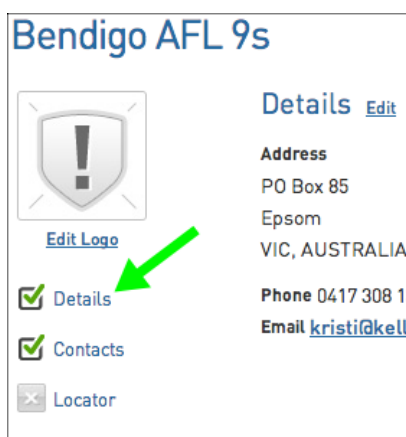 Bendigo AFL 9s
Edit Logo
Details
Contacts
Locator
Details Edit
Address
PO Box 85
Epsom
VIC, AUSTRALIA
Phone 0417 308 1
Email kristi@kell